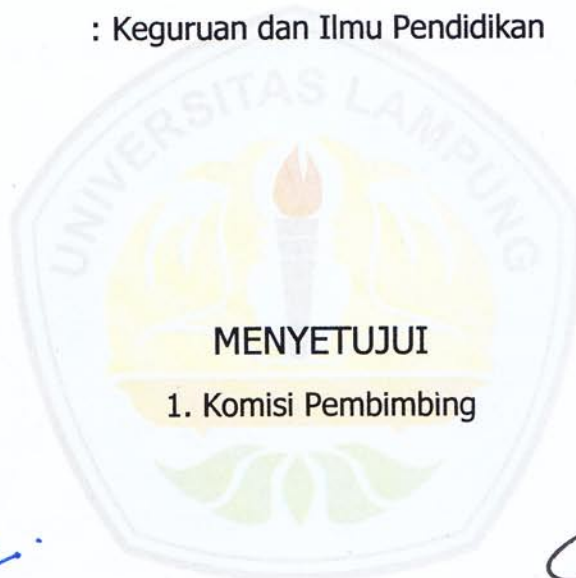 : Keguruan dan Ilmu Pendidikan
UNIVERSITAS LAMPUNG
MENYETUJUI
1. Komisi Pembimbing